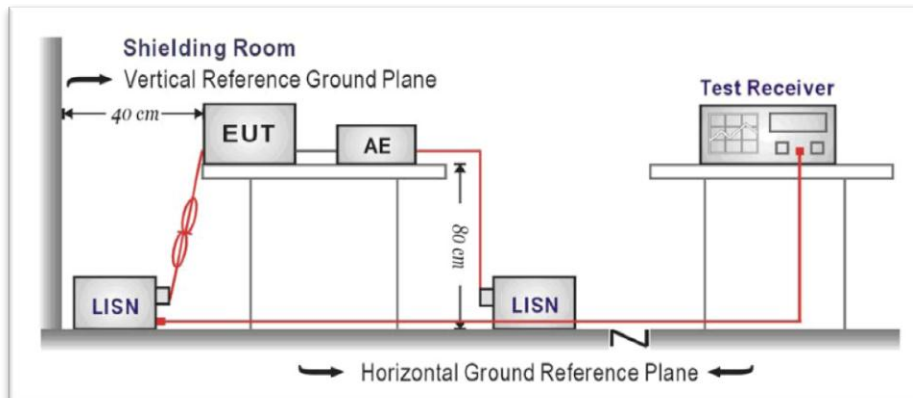 Shielding Room
Vertical Reference Ground Plane
Test Receiver
40 cm
EUT
AE
80 cm
LISN
LISN
Horizontal Ground Reference Plane